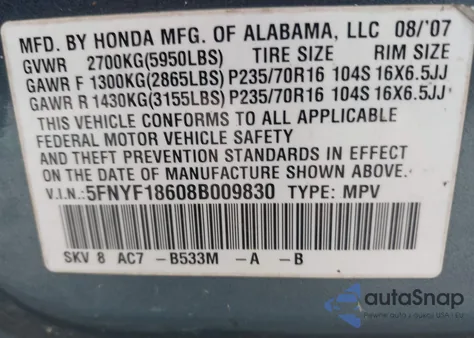 MFD. BY HONDA MFG. OF ALABAMA, LLC 08/'07
GVWR 2700KG(5950LBS) TIRE SIZE RIM SIZE
GAWR F 1300KG(2865LBS) P235/70R16 104S 16X6.5JJ
GAWR R 1430KG(3155LBS) P235/70R16 104S 16X6.5JJ
THIS VEHICLE CONFORMS TO ALL APPLICABLE
FEDERAL MOTOR VEHICLE SAFETY
AND THEFT PREVENTION STANDARDS IN EFFECT
ON THE DATE OF MANUFACTURE SHOWN ABOVE.
V.I.N.: 5FNYF18608B009830 TYPE: MPV
SKV 8 AC7 -B533M -A -B
autoSnap